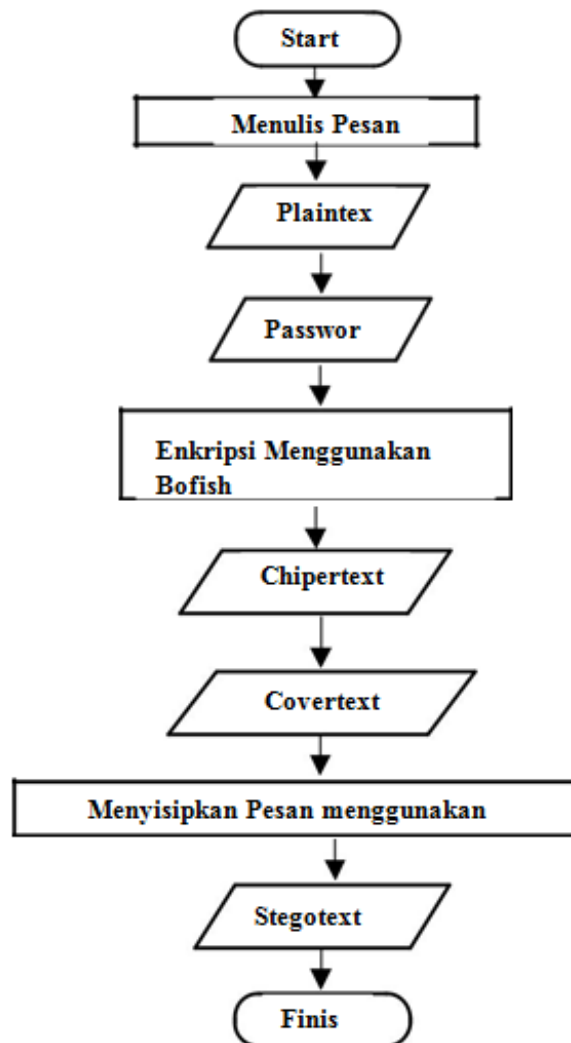 Start
Menulis Pesan
Plaintex
Passwor
Enkripsi Menggunakan
Bofish
Chipertext
Covertext
Menyisipkan Pesan menggunakan
Stegotext
Finis